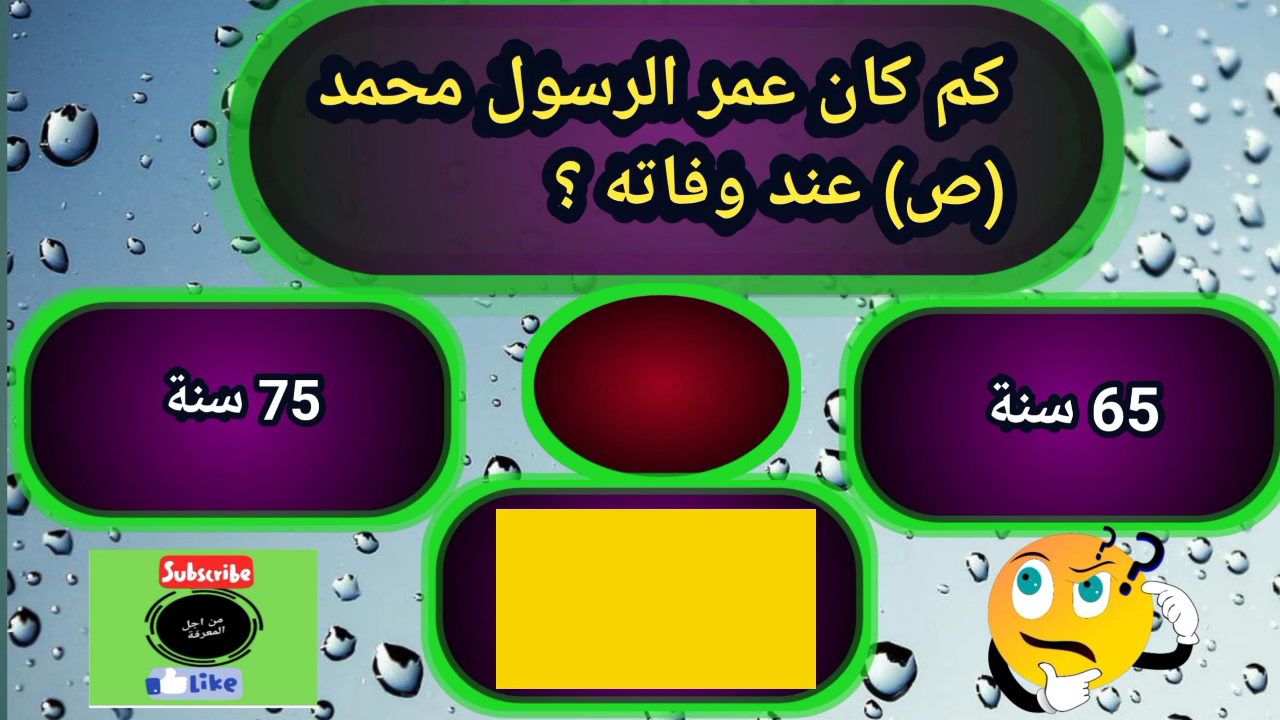 كم كان عمر الرسول محمد
(ص) عند وفاته ؟
65 سنة
75 سنة
Subscribe
من اجل
المعرفة
Like